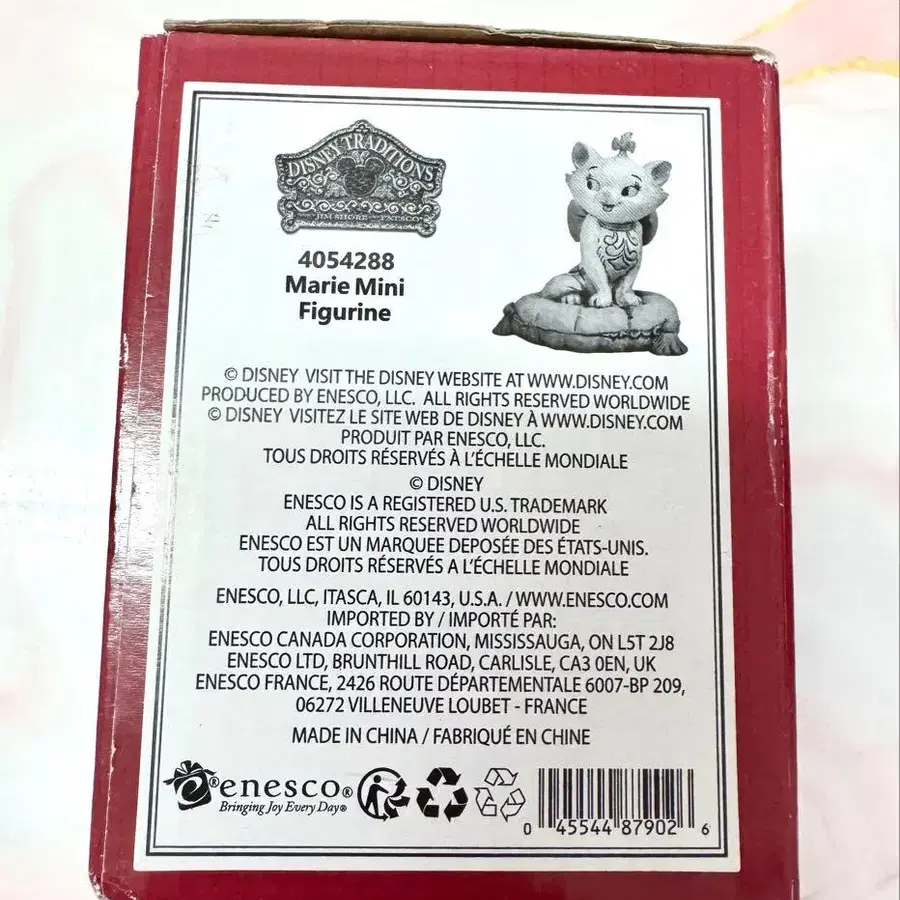 DISNEY TRADITIONS
JIM SHORE ENESCO
4054288
Marie Mini
Figurine
© DISNEY VISIT THE DISNEY WEBSITE AT WWW.DISNEY.COM
PRODUCED BY ENESCO, LLC. ALL RIGHTS RESERVED WORLDWIDE
© DISNEY VISITEZ LE SITE WEB DE DISNEY À WWW.DISNEY.COM
PRODUIT PAR ENESCO, LLC.
TOUS DROITS RÉSERVÉS À L'ÉCHELLE MONDIALE
© DISNEY
ENESCO IS A REGISTERED U.S. TRADEMARK
ALL RIGHTS RESERVED WORLDWIDE
ENESCO EST UN MARQUEE DEPOSÉE DES ÉTATS-UNIS.
TOUS DROITS RÉSERVÉS A L'ÉCHELLE MONDIALE
ENESCO, LLC, ITASCA, IL 60143, U.S.A. / WWW.ENESCO.COM
IMPORTED BY / IMPORTÉ PAR:
ENESCO CANADA CORPORATION, MISSISSAUGA, ON L5T 2J8
ENESCO LTD, BRUNTHILL ROAD, CARLISLE, CA3 0EN, UK
ENESCO FRANCE, 2426 ROUTE DÉPARTEMENTALE 6007-BP 209,
06272 VILLENEUVE LOUBET - FRANCE
MADE IN CHINA / FABRIQUÉ EN CHINE
® enesco®
Bringing Joy Every Day®
0 45544 87902 6